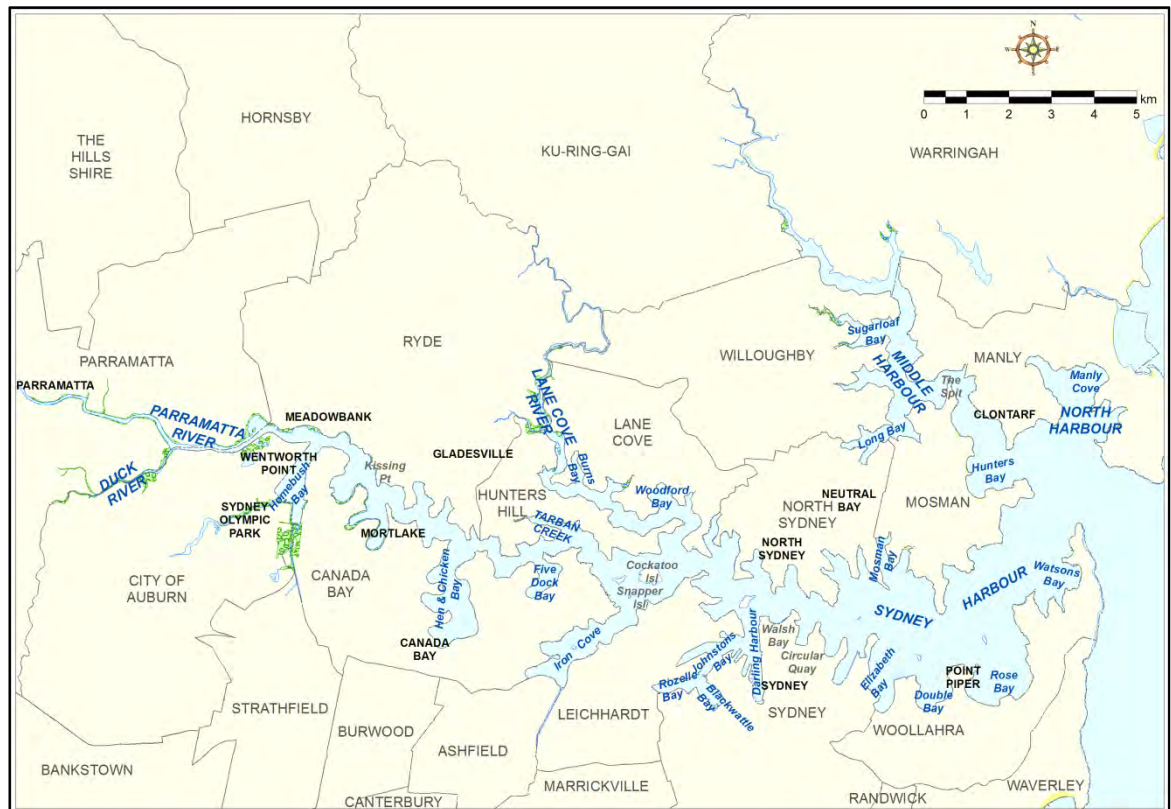 N
W
E
S
0
1
2
3
4
5
km
HORNSBY
THE
HILLS
SHIRE
KU-RING-GAI
WARRINGAH
PARRAMATTA
RYDE
WILLOUGHBY
Sugarloaf
Bay
MIDDLE
HARBOUR
The
Spit
MANLY
Manly
Cove
NORTH
HARBOUR
PARRAMATTA
PARRAMATTA
RIVER
MEADOWBANK
LANE COVE
RIVER
LANE
COVE
CLONTARF
Long Bay
Hunters
Bay
DUCK
RIVER
WENTWORTH
POINT
Homebush
Bay
Kissing
Pt
GLADESVILLE
Burns
Bay
Woodford
Bay
HUNTERS
HILL
TARBAN
CREEK
SYDNEY
OLYMPIC
PARK
MORTLAKE
NEUTRAL
BAY
NORTH
SYDNEY
MOSMAN
NORTH
SYDNEY
Mosman
Bay
CITY OF
AUBURN
CANADA
BAY
Hen & Chicken
Bay
Five
Dock
Bay
Cockatoo
Isl
Snapper
Isl
Watsons
Bay
SYDNEY
HARBOUR
CANADA
BAY
Iron Cove
Johnstons
Bay
Rozelle
Bay
Blackwattle
Bay
Darling Harbour
Walsh
Bay
Circular
Quay
SYDNEY
SYDNEY
Elizabeth
Bay
Double
Bay
POINT
PIPER
Rose
Bay
STRATHFIELD
BURWOOD
ASHFIELD
LEICHHARDT
WOOLLAHRA
BANKSTOWN
CANTERBURY
MARRICKVILLE
RANDWICK
WAVERLEY